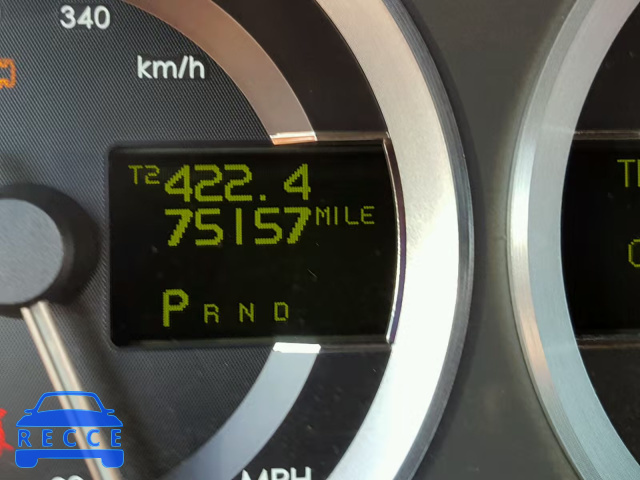 340
km/h
T2 422.4
75157 MILE
P R N D
MPH
RECCE